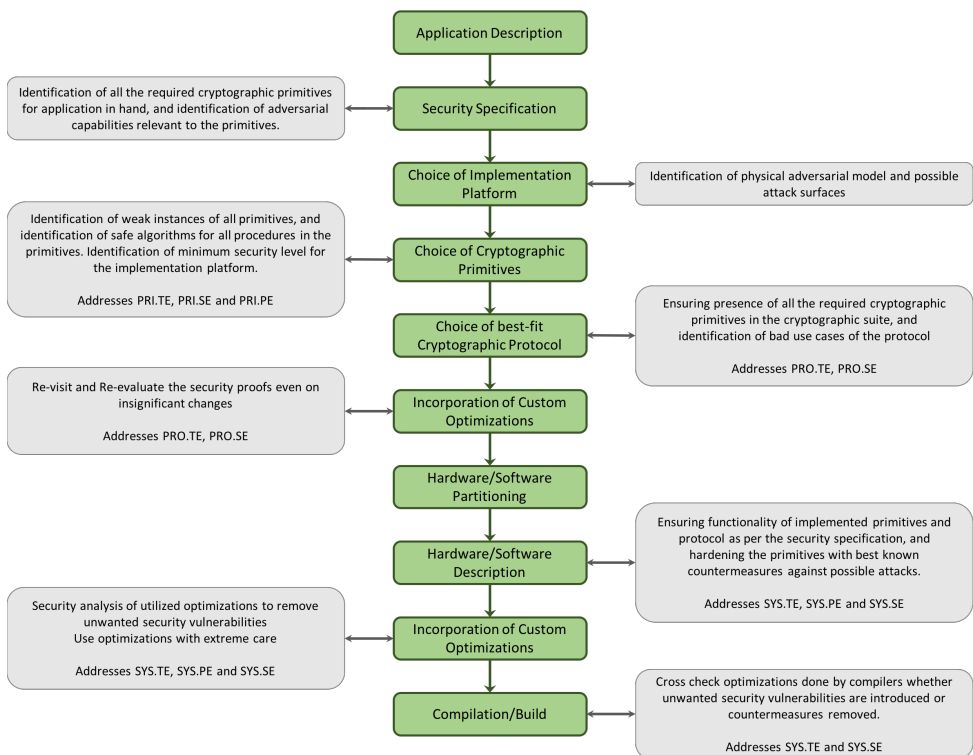 Application Description
Identification of all the required cryptographic primitives
for application in hand, and identification of adversarial
capabilities relevant to the primitives.
Security Specification
Choice of Implementation
Platform
Identification of physical adversarial model and possible
attack surfaces
Identification of weak instances of all primitives, and
identification of safe algorithms for all procedures in the
primitives. Identification of minimum security level for
the implementation platform.
Addresses PRI.TE, PRI.SE and PRI.PE
Choice of Cryptographic
Primitives
Choice of best-fit
Cryptographic Protocol
Ensuring presence of all the required cryptographic
primitives in the cryptographic suite, and
identification of bad use cases of the protocol
Addresses PRO.TE, PRO.SE
Re-visit and Re-evaluate the security proofs even on
insignificant changes
Addresses PRO.TE, PRO.SE
Incorporation of Custom
Optimizations
Hardware/Software
Partitioning
Hardware/Software
Description
Ensuring functionality of implemented primitives and
protocol as per the security specification, and
hardening the primitives with best known
countermeasures against possible attacks.
Addresses SYS.TE, SYS.PE and SYS.SE
Security analysis of utilized optimizations to remove
unwanted security vulnerabilities
Use optimizations with extreme care
Addresses SYS.TE, SYS.PE and SYS.SE
Incorporation of Custom
Optimizations
Compilation/Build
Cross check optimizations done by compilers whether
unwanted security vulnerabilities are introduced or
countermeasures removed.
Addresses SYS.TE and SYS.SE